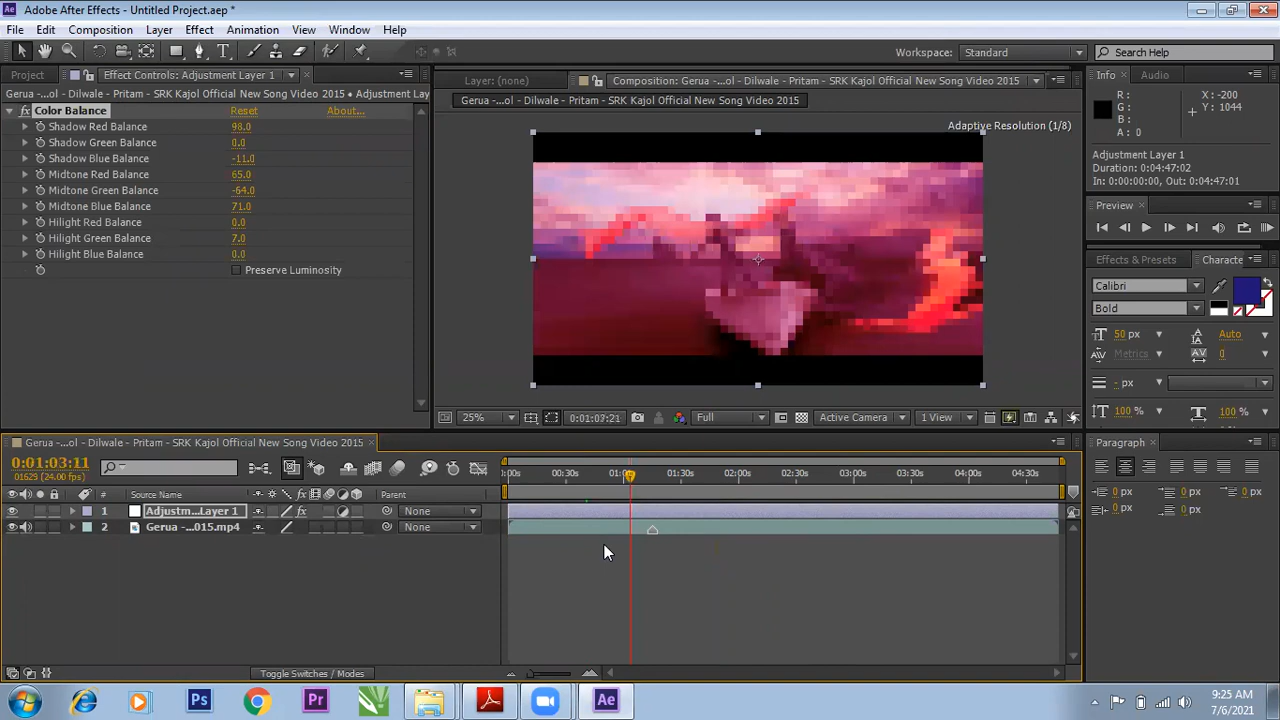 Adobe After Effects - Untitled Project.aep *
File Edit Composition Layer Effect Animation View Window Help
Workspace: Standard Search Help
Project Effect Controls: Adjustment Layer 1
Layer: (none) Composition: Gerua -...ol - Dilwale - Pritam - SRK Kajol Official New Song Video 2015
Info Audio
Gerua -...ol - Dilwale - Pritam - SRK Kajol Official New Song Video 2015 • Adjustment Lay
Gerua -...ol - Dilwale - Pritam - SRK Kajol Official New Song Video 2015
R: X: -200
G: Y: 1044
B:
A: 0
Color Balance Reset About...
Shadow Red Balance 98.0
Shadow Green Balance 0.0
Shadow Blue Balance -11.0
Midtone Red Balance 65.0
Midtone Green Balance -64.0
Midtone Blue Balance 71.0
Hilight Red Balance 0.0
Hilight Green Balance 7.0
Hilight Blue Balance 0.0
Preserve Luminosity
Adaptive Resolution (1/8)
Adjustment Layer 1
Duration: 0:04:47:02
In: 0:00:00:00, Out: 0:04:47:01
Preview
Effects & Presets Characte
Calibri
Bold
50 px Auto
Metrics 0
- px
100 % 100 %
25% 0:01:07:21 Full Active Camera 1 View
Gerua -...ol - Dilwale - Pritam - SRK Kajol Official New Song Video 2015
Paragraph
0 px 0 px 0 px
0 px 0 px
0:01:03:11
01523 (24.00 fps)
00s 00:30s 01:30s 02:00s 02:30s 03:00s 03:30s 04:00s 04:30s
# Source Name Parent
1 Adjustm...Layer 1 None
2 Gerua -...015.mp4 None
Toggle Switches / Modes
Ps Pr Ae
9:25 AM
7/6/2021